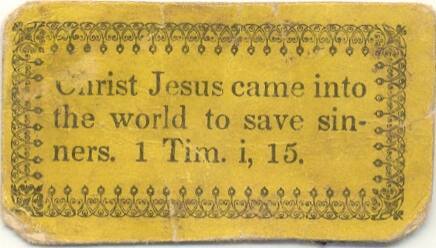 Christ Jesus came into
the world to save sin-
ners. 1 Tim. i, 15.